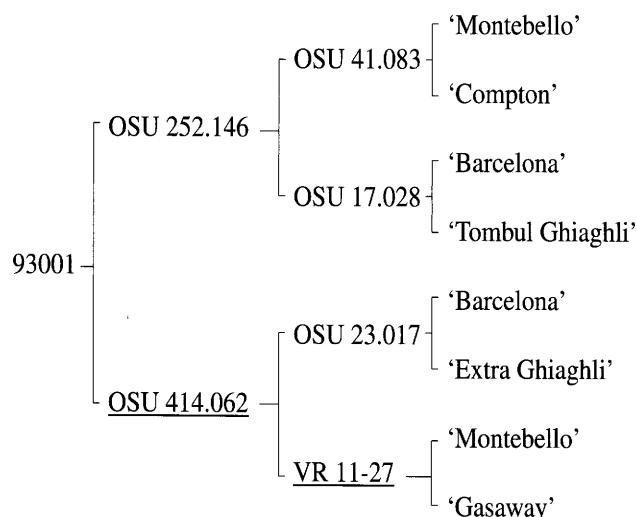 ‘Montebello’
OSU 41.083
‘Compton’
OSU 252.146
‘Barcelona’
OSU 17.028
‘Tombul Ghiaghli’
93001
‘Barcelona’
OSU 23.017
‘Extra Ghiaghli’
OSU 414.062
‘Montebello’
VR 11-27
‘Gasaway’